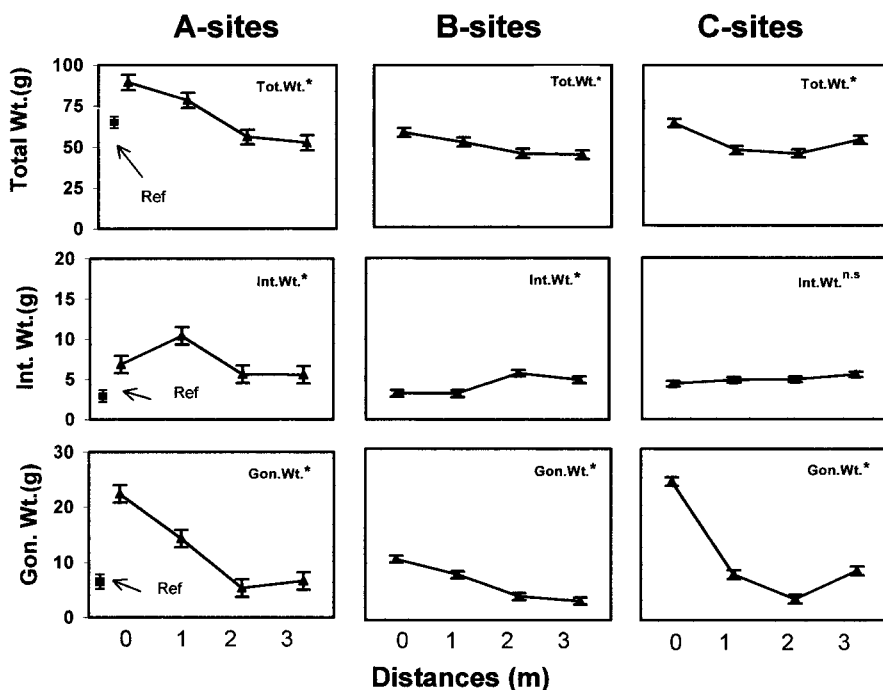 A-sites B-sites C-sites
Total Wt.(g)
100
75
50
25
0
Tot.Wt.*
Ref
Tot.Wt.*
Tot.Wt.*
Int. Wt.(g)
20
15
10
5
0
Int.Wt.*
Ref
Int.Wt.*
Int.Wt.n.s
Gon. Wt.(g)
30
20
10
0
Gon.Wt.*
Ref
Gon.Wt.*
Gon.Wt.*
0 1 2 3 0 1 2 3 0 1 2 3
Distances (m)